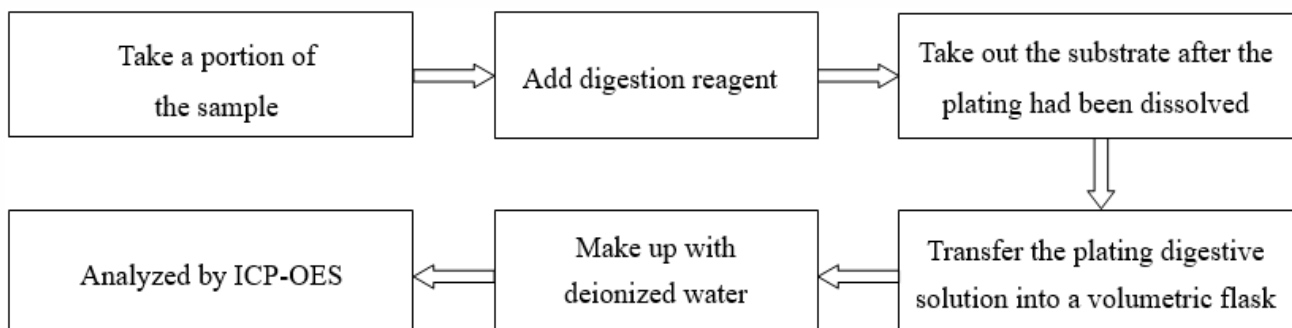 Take a portion of
the sample
Add digestion reagent
Take out the substrate after the
plating had been dissolved
Transfer the plating digestive
solution into a volumetric flask
Make up with
deionized water
Analyzed by ICP-OES